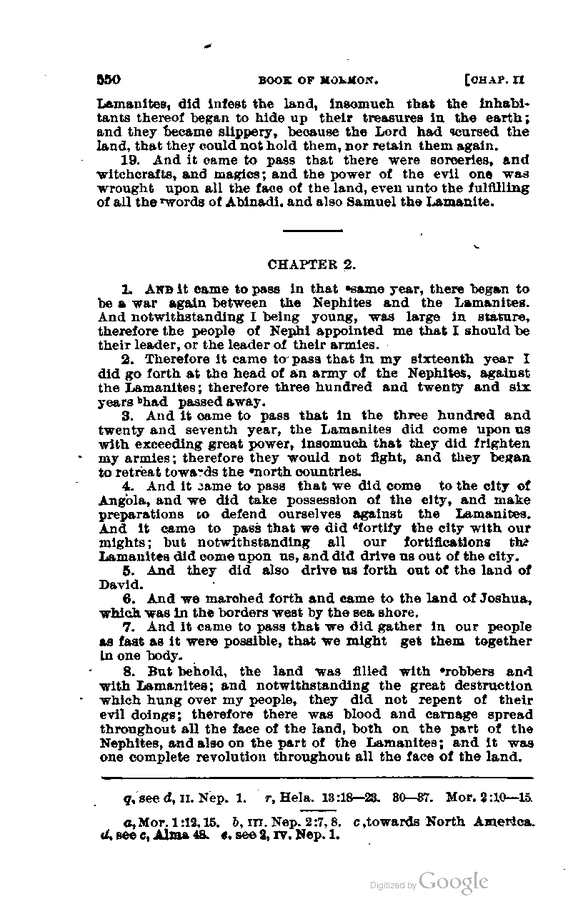 550 BOOK OF MORMON. [CHAP. II
Lamanites, did infest the land, insomuch that the inhabi-
tants thereof began to hide up their treasures in the earth;
and they became slippery, because the Lord had qcursed the
land, that they could not hold them, nor retain them again.
19. And it came to pass that there were sorceries, and
witchcrafts, and magics; and the power of the evil one was
wrought upon all the face of the land, even unto the fulfilling
of all the rwords of Abinadi, and also Samuel the Lamanite.
CHAPTER 2.
1. AND it came to pass in that asame year, there began to
be a war again between the Nephites and the Lamanites.
And notwithstanding I being young, was large in stature,
therefore the people of Nephi appointed me that I should be
their leader, or the leader of their armies.
2. Therefore it came to pass that in my sixteenth year I
did go forth at the head of an army of the Nephites, against
the Lamanites; therefore three hundred and twenty and six
years bhad passed away.
3. And it came to pass that in the three hundred and
twenty and seventh year, the Lamanites did come upon us
with exceeding great power, insomuch that they did frighten
my armies; therefore they would not fight, and they began
to retreat towards the cnorth countries.
4. And it came to pass that we did come to the city of
Angola, and we did take possession of the city, and make
preparations to defend ourselves against the Lamanites.
And it came to pass that we did dfortify the city with our
mights; but notwithstanding all our fortifications the
Lamanites did come upon us, and did drive us out of the city.
5. And they did also drive us forth out of the land of
David.
6. And we marched forth and came to the land of Joshua,
which was in the borders west by the sea shore.
7. And it came to pass that we did gather in our people
as fast as it were possible, that we might get them together
in one body.
8. But behold, the land was filled with erobbers and
with Lamanites; and notwithstanding the great destruction
which hung over my people, they did not repent of their
evil doings; therefore there was blood and carnage spread
throughout all the face of the land, both on the part of the
Nephites, and also on the part of the Lamanites; and it was
one complete revolution throughout all the face of the land.
q, see d, II. Nep. 1. r, Hela. 13:18—23. 30—37. Mor. 2:10—15.
a, Mor. 1:12, 15. b, III. Nep. 2:7, 8. c, towards North America.
d, see c, Alma 48. e, see 2, IV. Nep. 1.
Digitized by Google